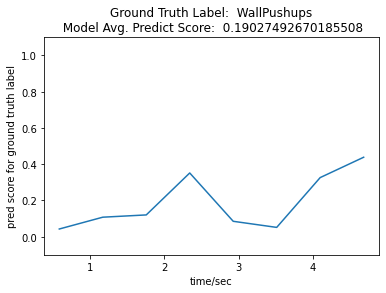 Ground Truth Label:  WallPushups
Model Avg. Predict Score:  0.19027492670185508
pred score for ground truth label
1.0
0.8
0.6
0.4
0.2
0.0
1 2 3 4
time/sec